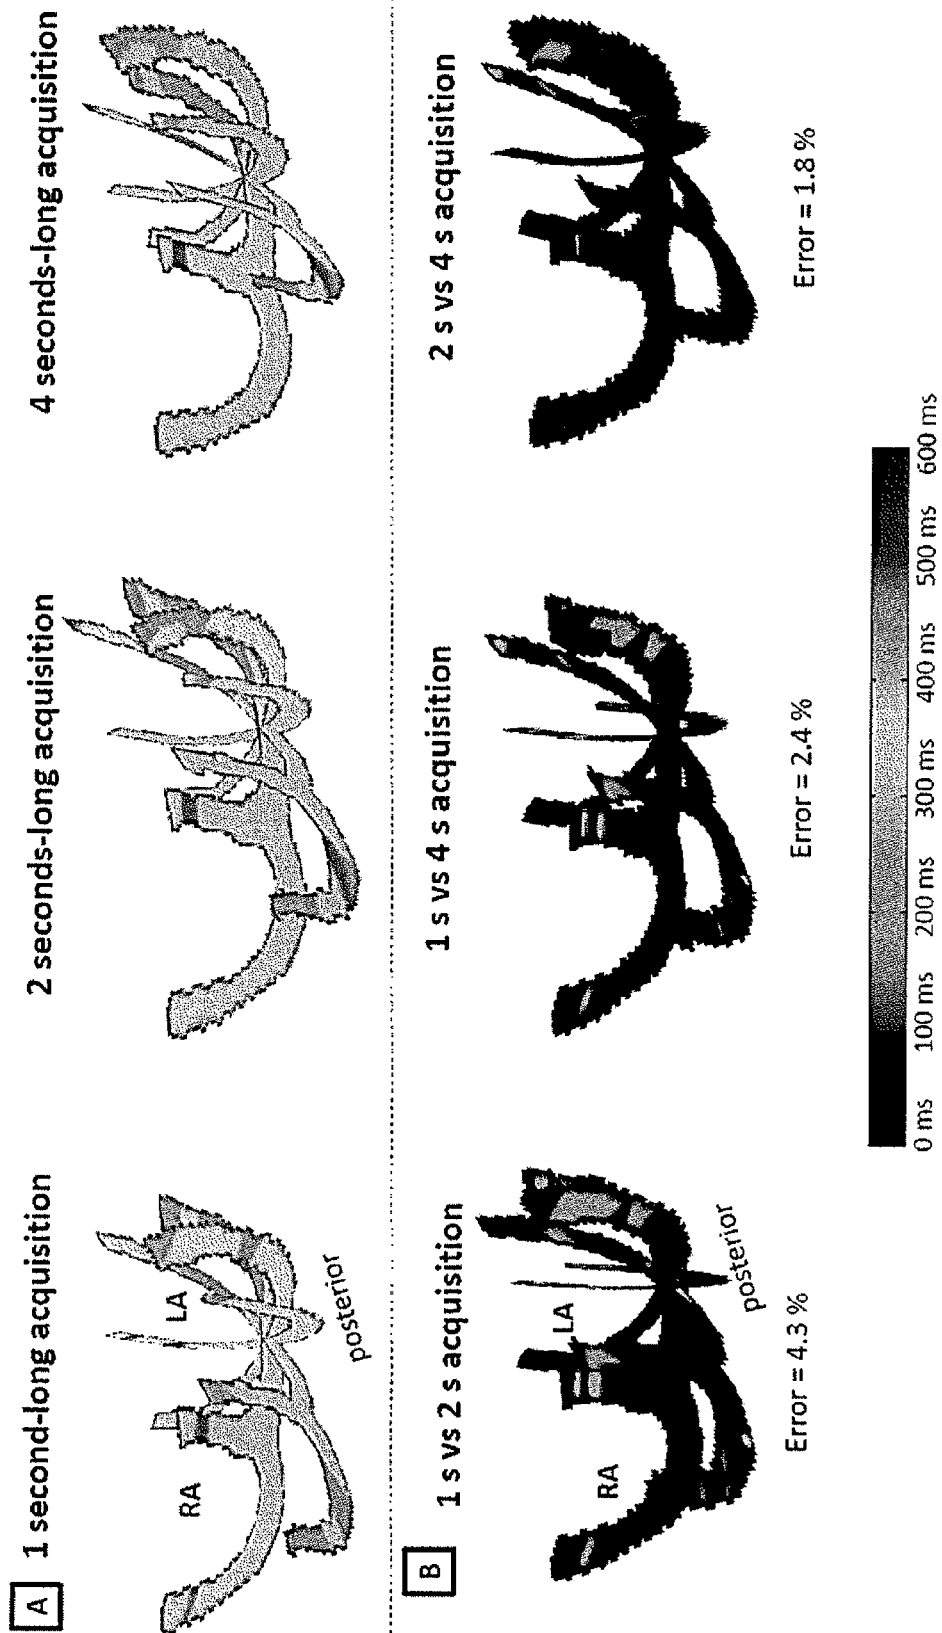 A
1 second-long acquisition
2 seconds-long acquisition
4 seconds-long acquisition
RA
LA
posterior
B
1 s vs 2 s acquisition
1 s vs 4 s acquisition
2 s vs 4 s acquisition
RA
LA
posterior
Error = 4.3 %
Error = 2.4 %
Error = 1.8 %
0 ms 100 ms 200 ms 300 ms 400 ms 500 ms 600 ms